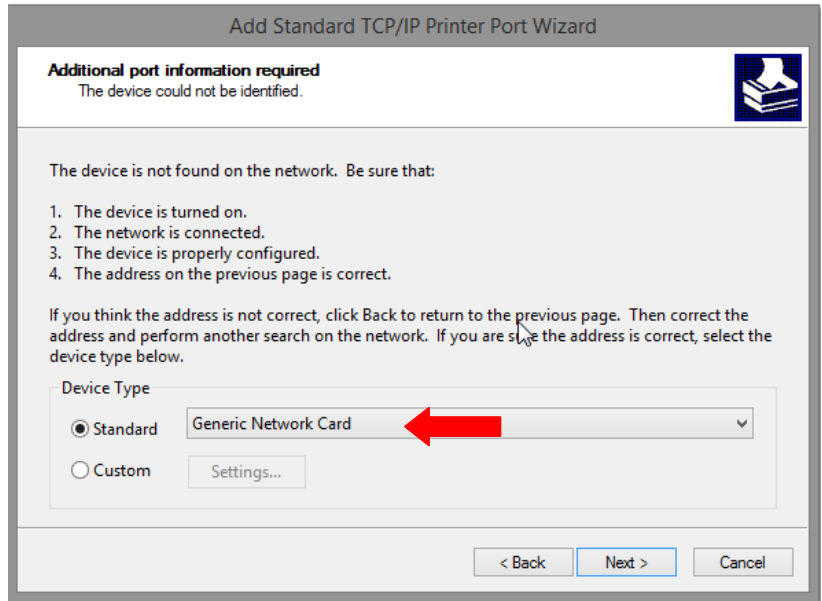 Add Standard TCP/IP Printer Port Wizard
Additional port information required
The device could not be identified.
The device is not found on the network. Be sure that:
1. The device is turned on.
2. The network is connected.
3. The device is properly configured.
4. The address on the previous page is correct.
If you think the address is not correct, click Back to return to the previous page. Then correct the
address and perform another search on the network. If you are sure the address is correct, select the
device type below.
Device Type
Standard
Generic Network Card
Custom
Settings...
< Back
Next >
Cancel